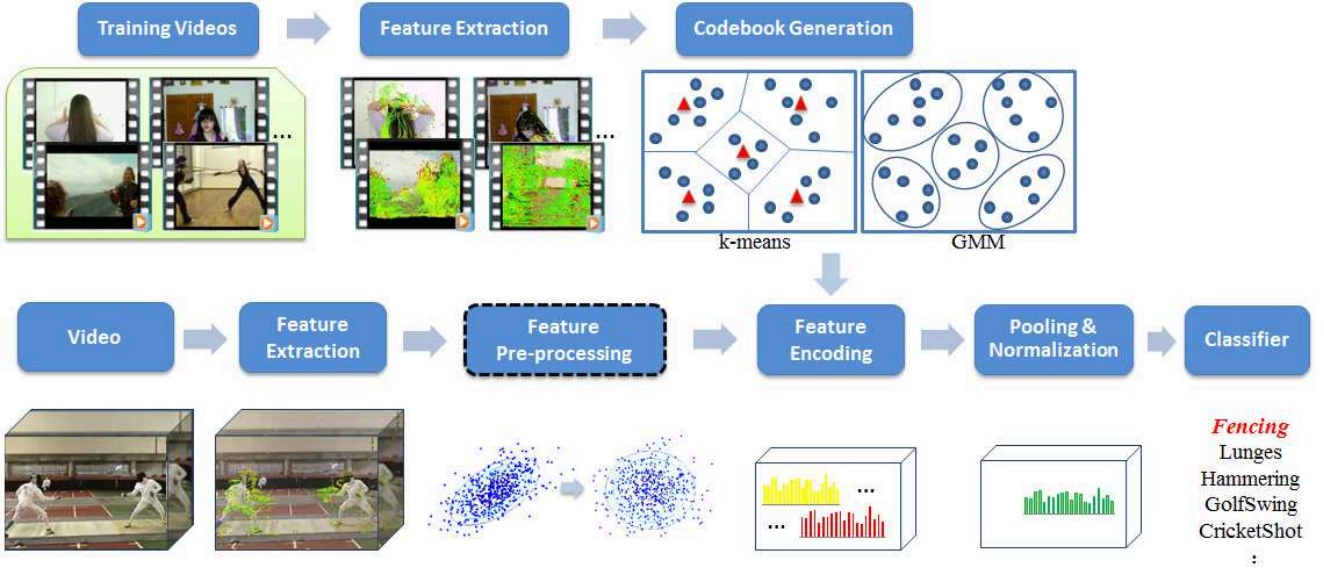 Training Videos
Feature Extraction
Codebook Generation
...
...
k-means
GMM
Video
Feature
Extraction
Feature
Pre-processing
Feature
Encoding
Pooling &
Normalization
Classifier
...
...
Fencing
Lunges
Hammering
GolfSwing
CricketShot
: